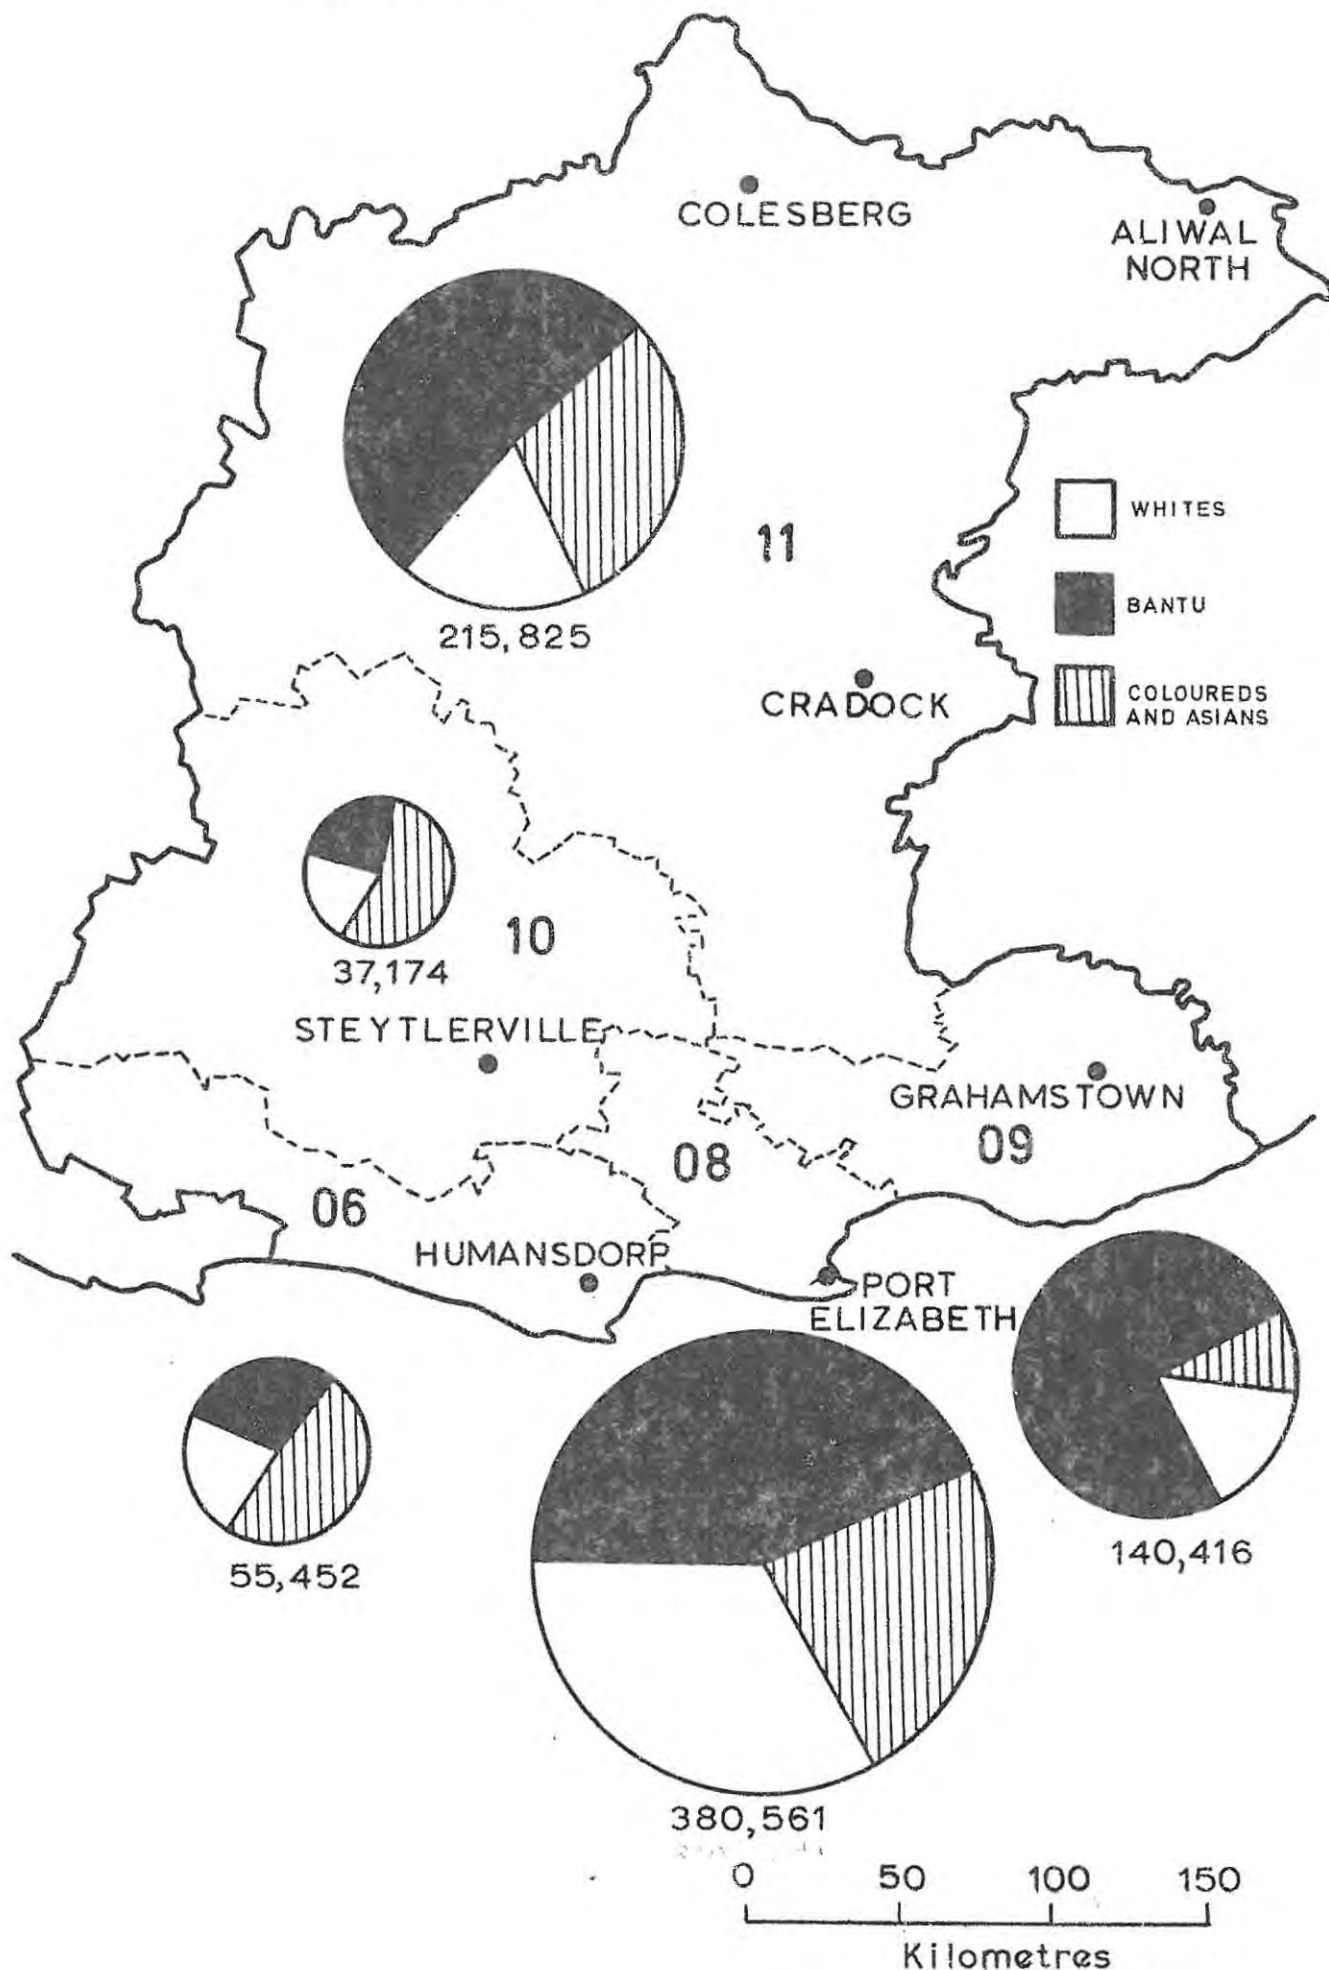 COLESBERG
ALIWAL
NORTH
WHITES
11
BANTU
215,825
CRADOCK
COLOUREDS
AND ASIANS
10
37,174
STEYTLERVILLE
GRAHAMSTOWN
09
08
06
HUMANSDORP
PORT
ELIZABETH
140,416
55,452
380,561
0 50 100 150
Kilometres